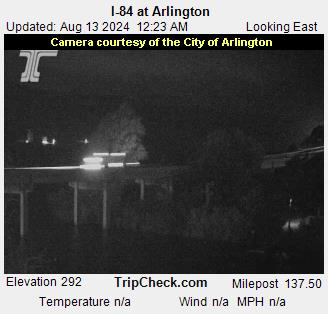 I-84 at Arlington
Updated: Aug 13 2024 12:23 AM Looking East
Camera courtesy of the City of Arlington
Elevation 292 TripCheck.com Milepost 137.50
Temperature n/a Wind n/a MPH n/a